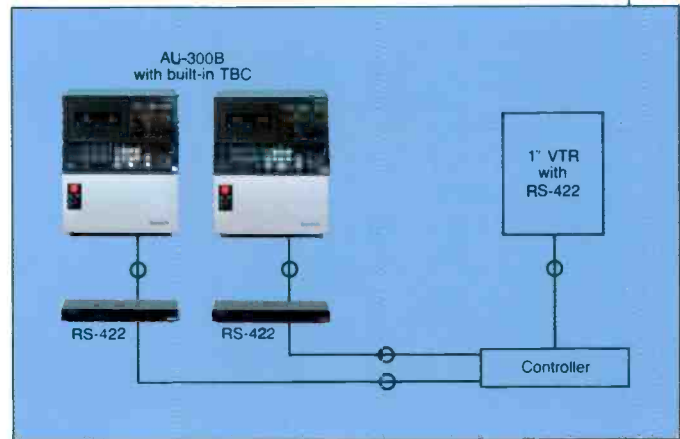 AU-300B
with built-in TBC
1" VTR
with
RS-422
RS-422
RS-422
Controller